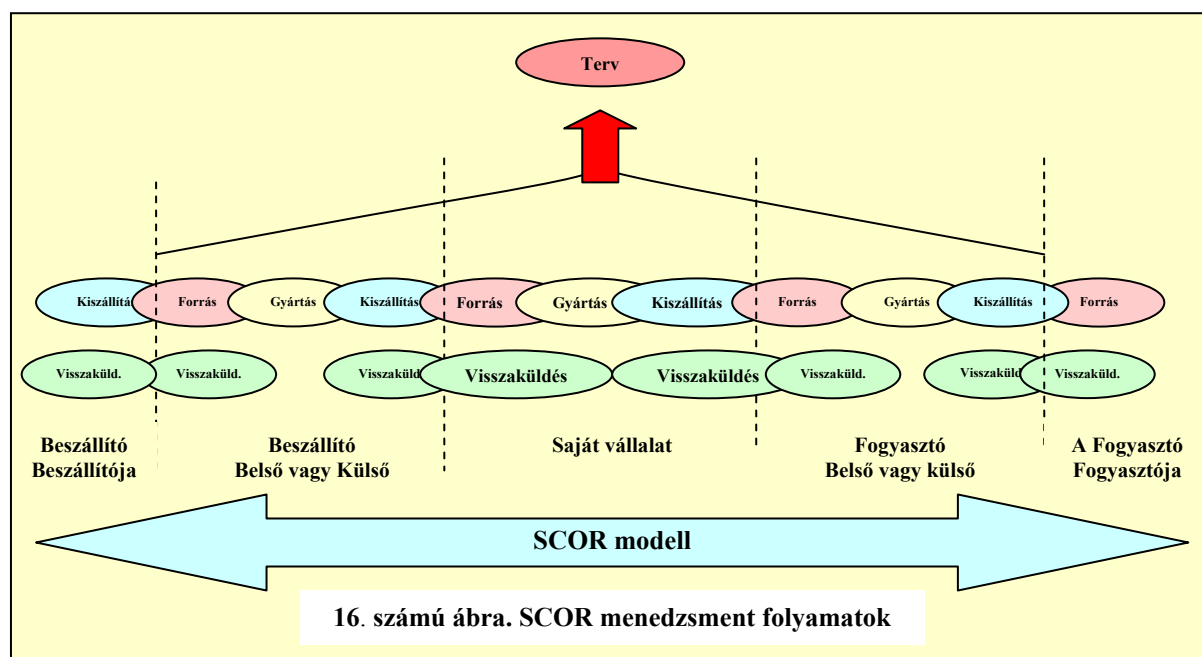 Terv
Kiszállítá Forrás Gyártás Kiszállítás Forrás Gyártás Kiszállítás Forrás Gyártás Kiszállítás Forrás
Visszaküld. Visszaküld. Visszaküld Visszaküldés Visszaküldés Visszaküld. Visszaküld Visszaküld.
Beszállító Beszállító Saját vállalat Fogyasztó A Fogyasztó
Beszállítója Belső vagy Külső Belső vagy külső Fogyasztója
SCOR modell
16. számú ábra. SCOR menedzsment folyamatok